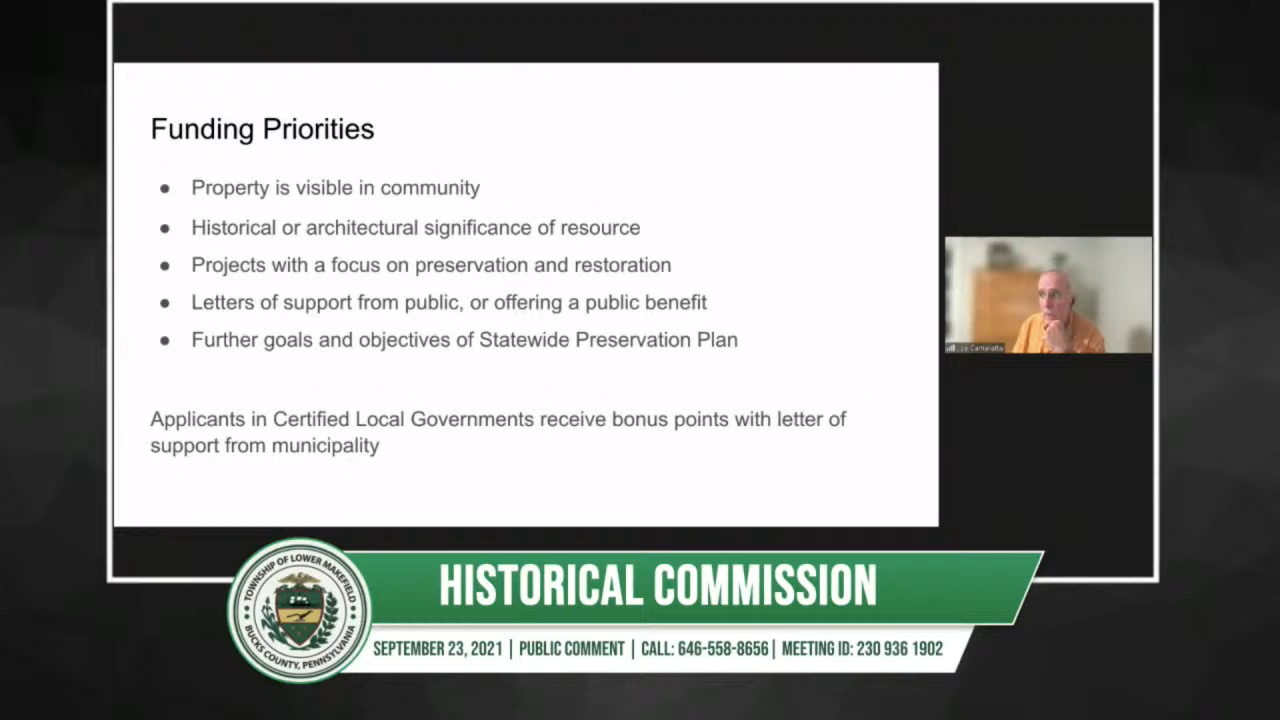 Funding Priorities
● Property is visible in community
● Historical or architectural significance of resource
● Projects with a focus on preservation and restoration
● Letters of support from public, or offering a public benefit
● Further goals and objectives of Statewide Preservation Plan
Applicants in Certified Local Governments receive bonus points with letter of
support from municipality
Camaratta
TOWNSHIP OF LOWER MAKEFIELD
BUCKS COUNTY, PENNSYLVANIA
HISTORICAL COMMISSION
SEPTEMBER 23, 2021 | PUBLIC COMMENT | CALL: 646-558-8656 | MEETING ID: 230 936 1902